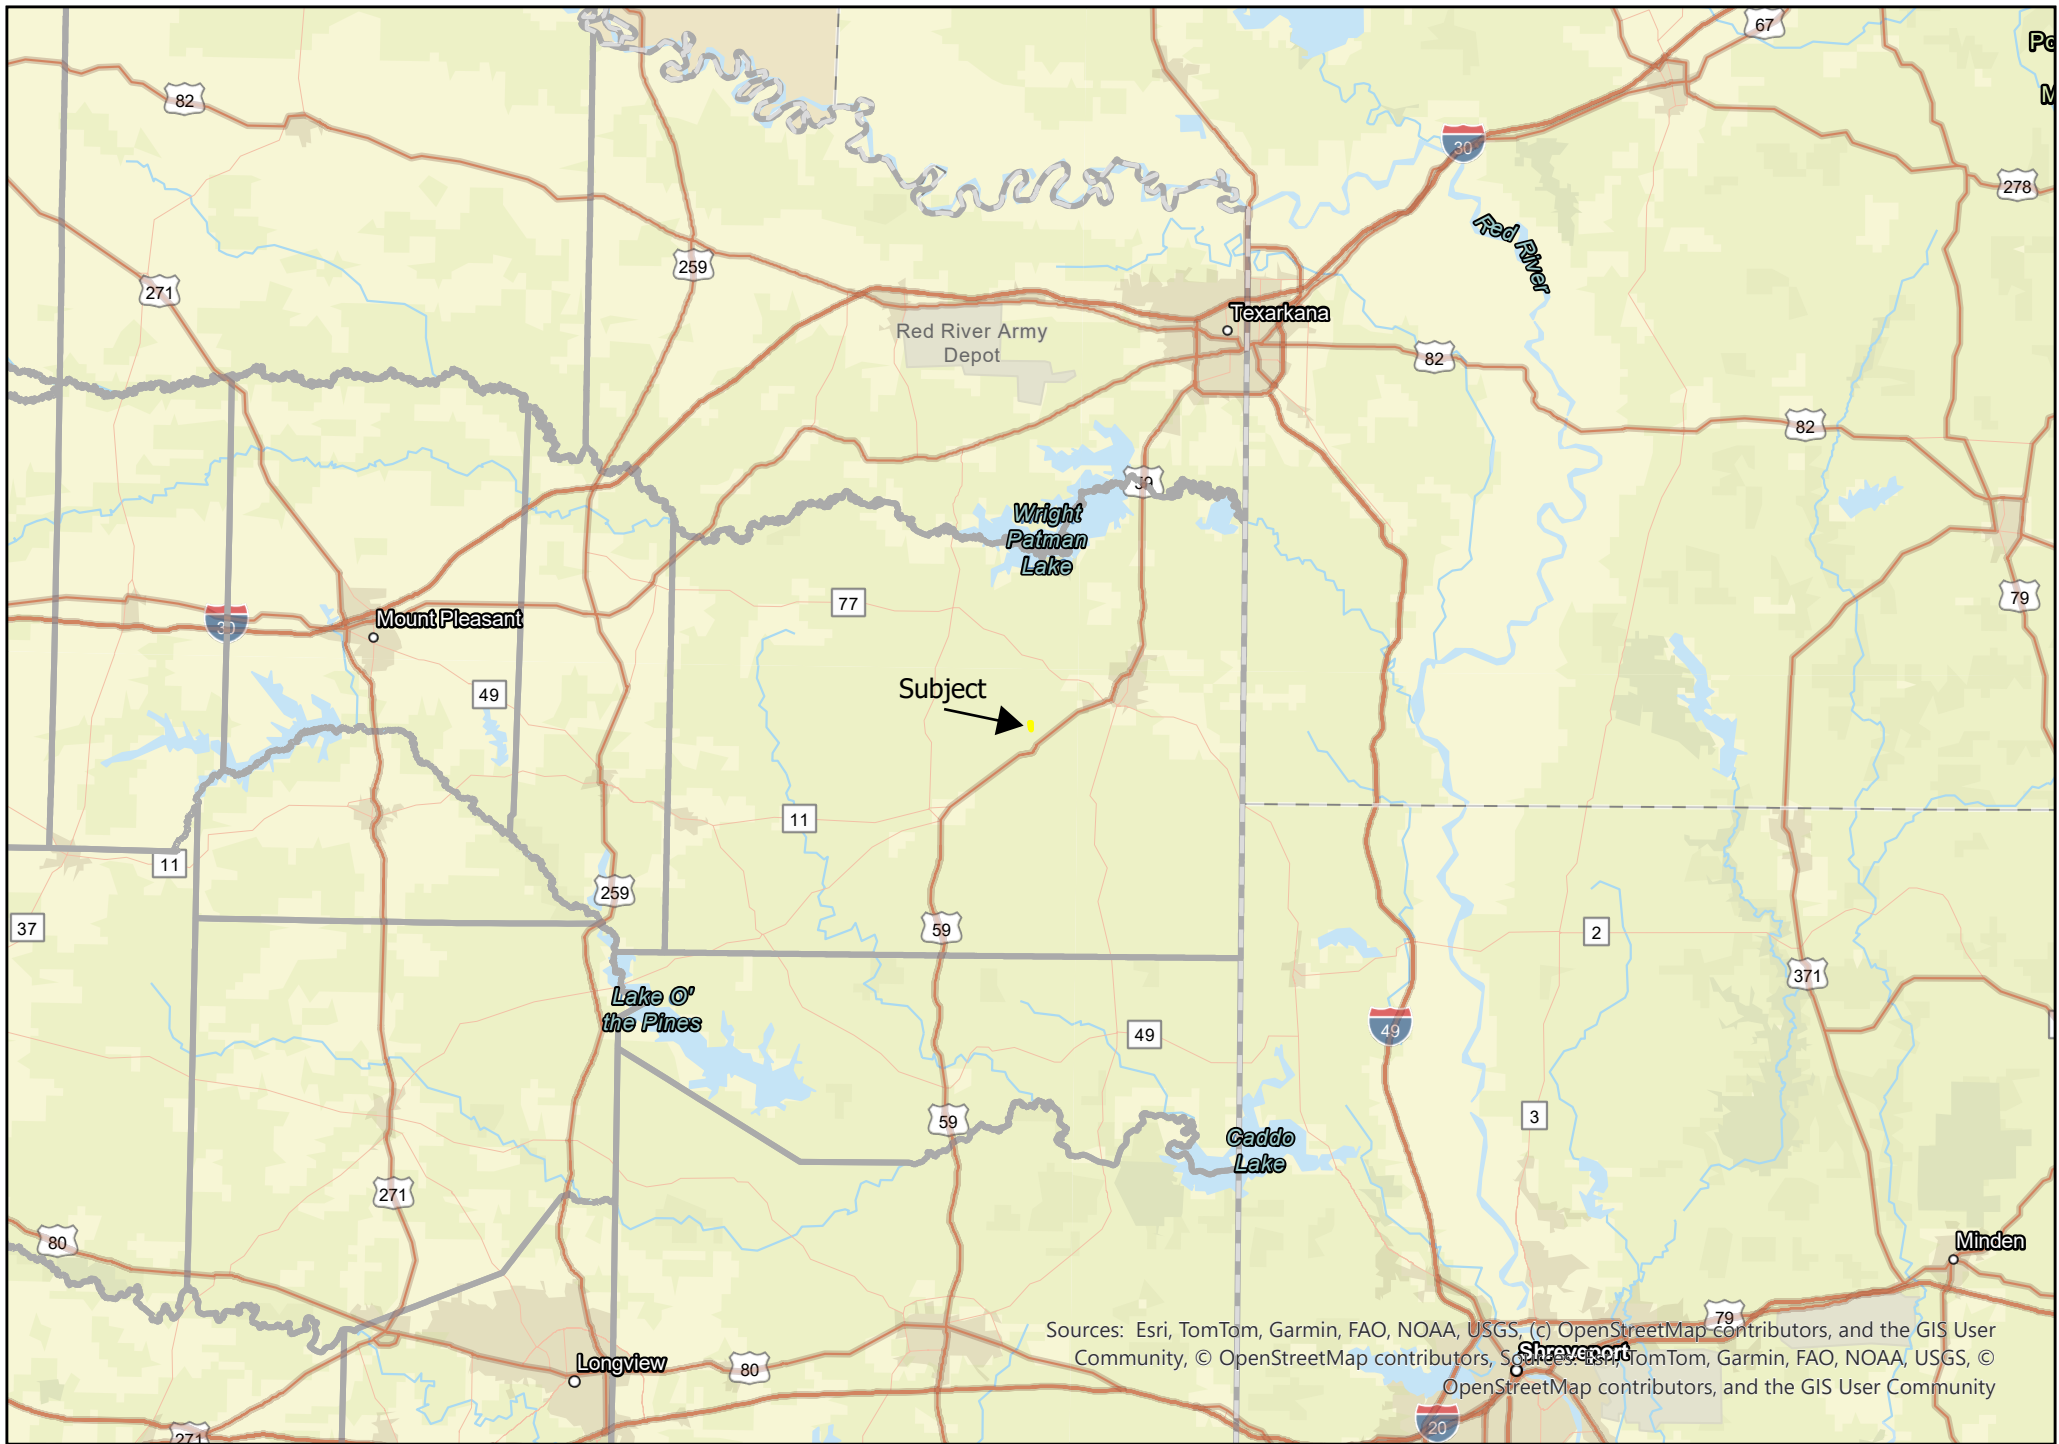 67
Po
82
M
30
278
Red River
259
271
Texarkana
Red River Army
Depot
82
82
59
Wright
Patman
Lake
79
77
30
Mount Pleasant
49
Subject
11
11
259
37
59
2
371
Lake O'
the Pines
49
49
59
3
Caddo
Lake
271
80
Minden
79
Sources: Esri, TomTom, Garmin, FAO, NOAA, USGS, (c) OpenStreetMap contributors, and the GIS User
Community, © OpenStreetMap contributors, Sources: Esri, TomTom, Garmin, FAO, NOAA, USGS, ©
OpenStreetMap contributors, and the GIS User Community
Shreveport
Longview
80
20
271